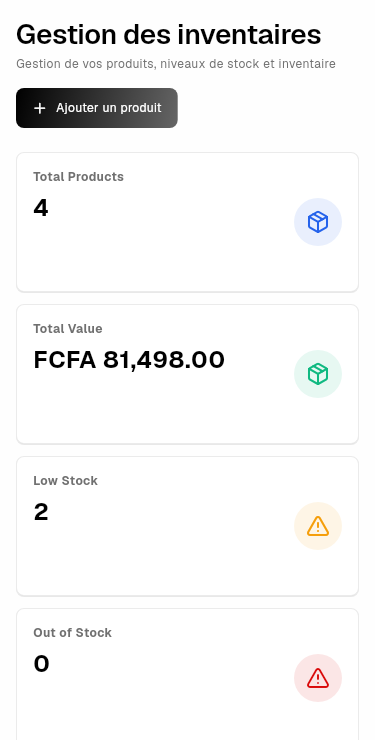 Gestion des inventaires
Gestion de vos produits, niveaux de stock et inventaire
Ajouter un produit
Total Products
4
Total Value
FCFA 81,498.00
Low Stock
2
Out of Stock
0